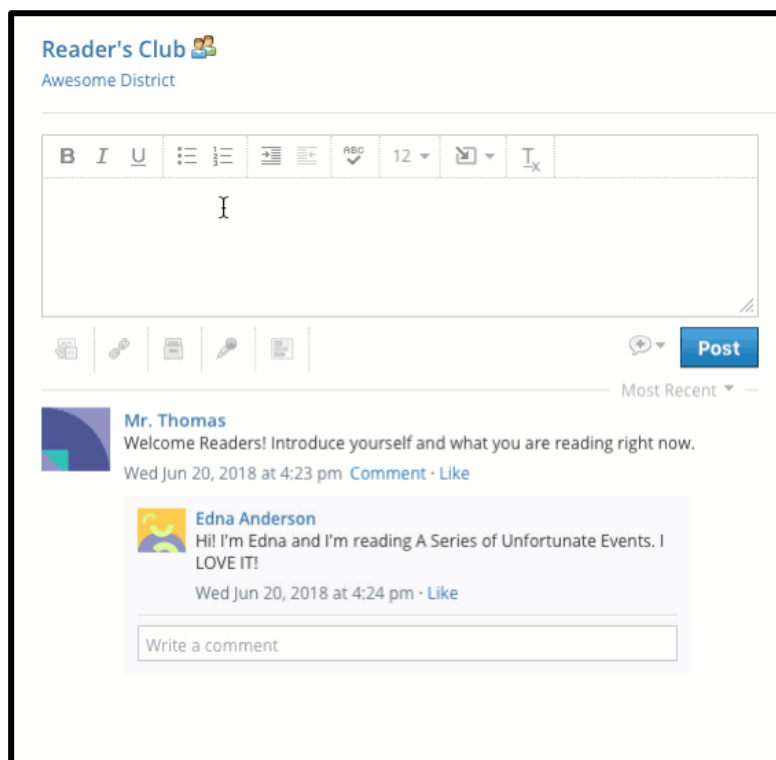 Reader's Club
Awesome District
B I U ABC 12 T x
Post
Most Recent
Mr. Thomas
Welcome Readers! Introduce yourself and what you are reading right now.
Wed Jun 20, 2018 at 4:23 pm Comment · Like
Edna Anderson
Hi! I'm Edna and I'm reading A Series of Unfortunate Events. I
LOVE IT!
Wed Jun 20, 2018 at 4:24 pm · Like
Write a comment